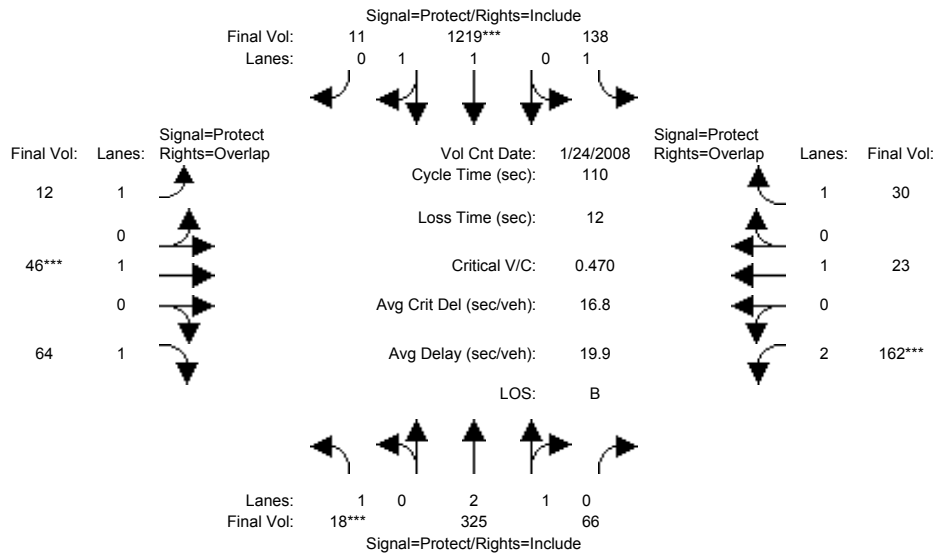 Signal=Protect/Rights=Include
Final Vol: 11 1219*** 138
Lanes: 0 1 1 0 1
Signal=Protect Signal=Protect
Final Vol: Lanes: Rights=Overlap Vol Cnt Date: 1/24/2008 Rights=Overlap Lanes: Final Vol:
Cycle Time (sec): 110
12 1 1 30
Loss Time (sec): 12
0 0
46*** 1 Critical V/C: 0.470 1 23
0 Avg Crit Del (sec/veh): 16.8 0
64 1 Avg Delay (sec/veh): 19.9 2 162***
LOS: B
Lanes: 1 0 2 1 0
Final Vol: 18*** 325 66
Signal=Protect/Rights=Include